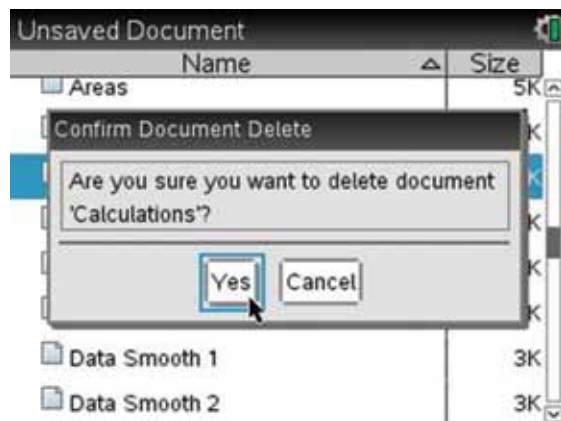 Unsaved Document
Name Size
Areas 5K
Confirm Document Delete
K
Are you sure you want to delete document
'Calculations'?
K
K
K
Yes Cancel
K
Data Smooth 1 3K
Data Smooth 2 3K